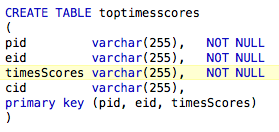 CREATE TABLE toptimesscores
(
pid varchar(255), NOT NULL
eid varchar(255), NOT NULL
timesScores varchar(255), NOT NULL
cid varchar(255),
primary key (pid, eid, timesScores)
)